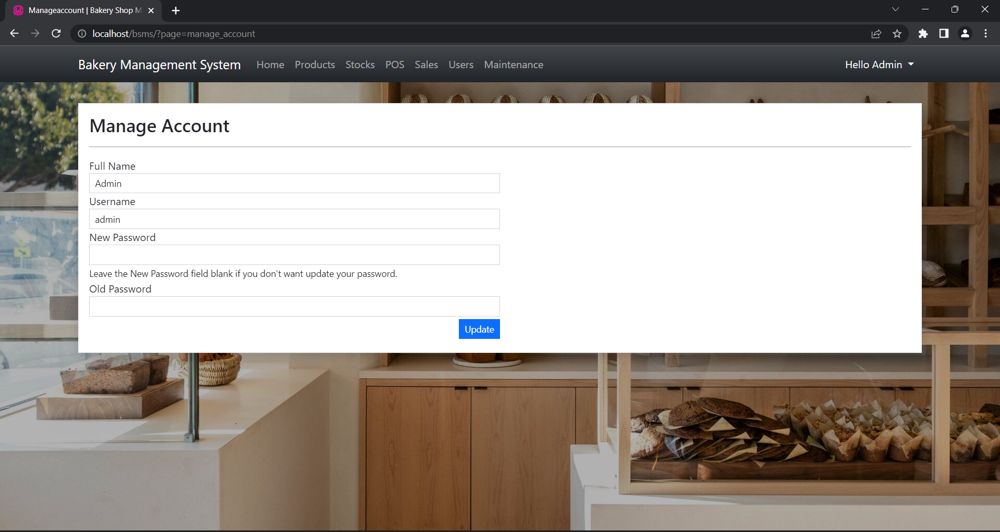 Manageaccount | Bakery Shop M
localhost/bsms/?page=manage_account
Bakery Management System Home Products Stocks POS Sales Users Maintenance Hello Admin
Manage Account
Full Name
Admin
Username
admin
New Password
Leave the New Password field blank if you don't want update your password.
Old Password
Update